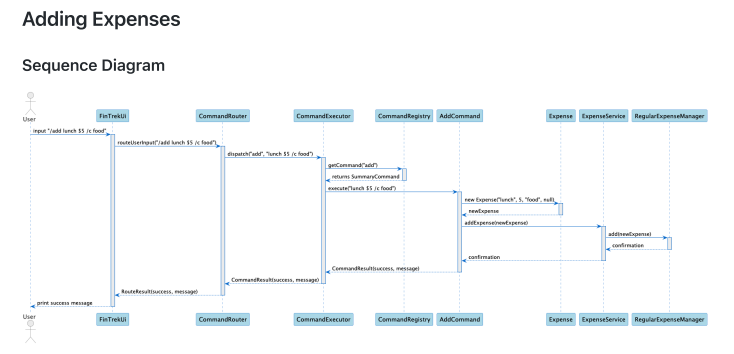 Adding Expenses
Sequence Diagram
User
FinTrekUi
CommandRouter
CommandExecutor
CommandRegistry
AddCommand
Expense
ExpenseService
RegularExpenseManager
input "/add lunch $5 /c food"
routeUserInput("/add lunch $5 /c food")
dispatch("add", "lunch $5 /c food")
getCommand("add")
returns SummaryCommand
execute("lunch $5 /c food")
new Expense("lunch", 5, "food", null)
newExpense
addExpense(newExpense)
add(newExpense)
confirmation
confirmation
CommandResult(success, message)
CommandResult(success, message)
RouteResult(success, message)
print success message
User
FinTrekUi
CommandRouter
CommandExecutor
CommandRegistry
AddCommand
Expense
ExpenseService
RegularExpenseManager